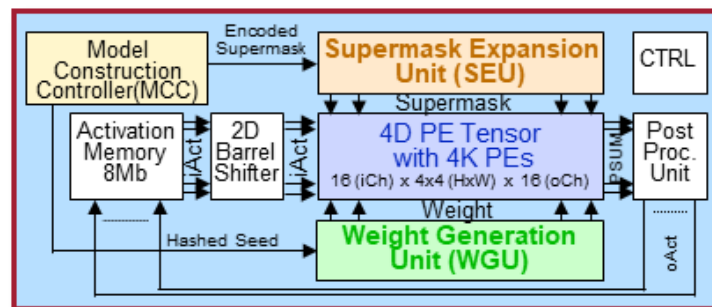 Model
Construction
Controller(MCC)
Encoded
Supermask
Supermask Expansion
Unit (SEU)
CTRL
Supermask
Activation
Memory
8Mb
iAct
2D
Barrel
Shifter
iAct
4D PE Tensor
with 4K PEs
16 (iCh) x 4x4 (HxW) x 16 (oCh)
PSUM
Post
Proc.
Unit
Weight
Hashed Seed
Weight Generation
Unit (WGU)
oAct